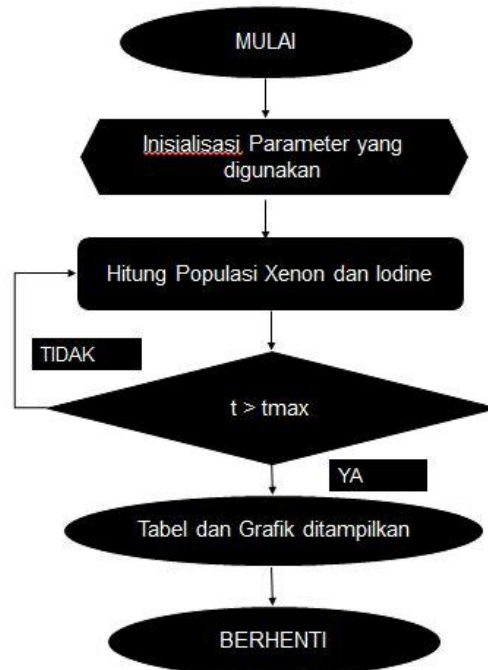 MULAI
Inisialisasi Parameter yang
digunakan
Hitung Populasi Xenon dan Iodine
TIDAK
t > tmax
YA
Tabel dan Grafik ditampilkan
BERHENTI